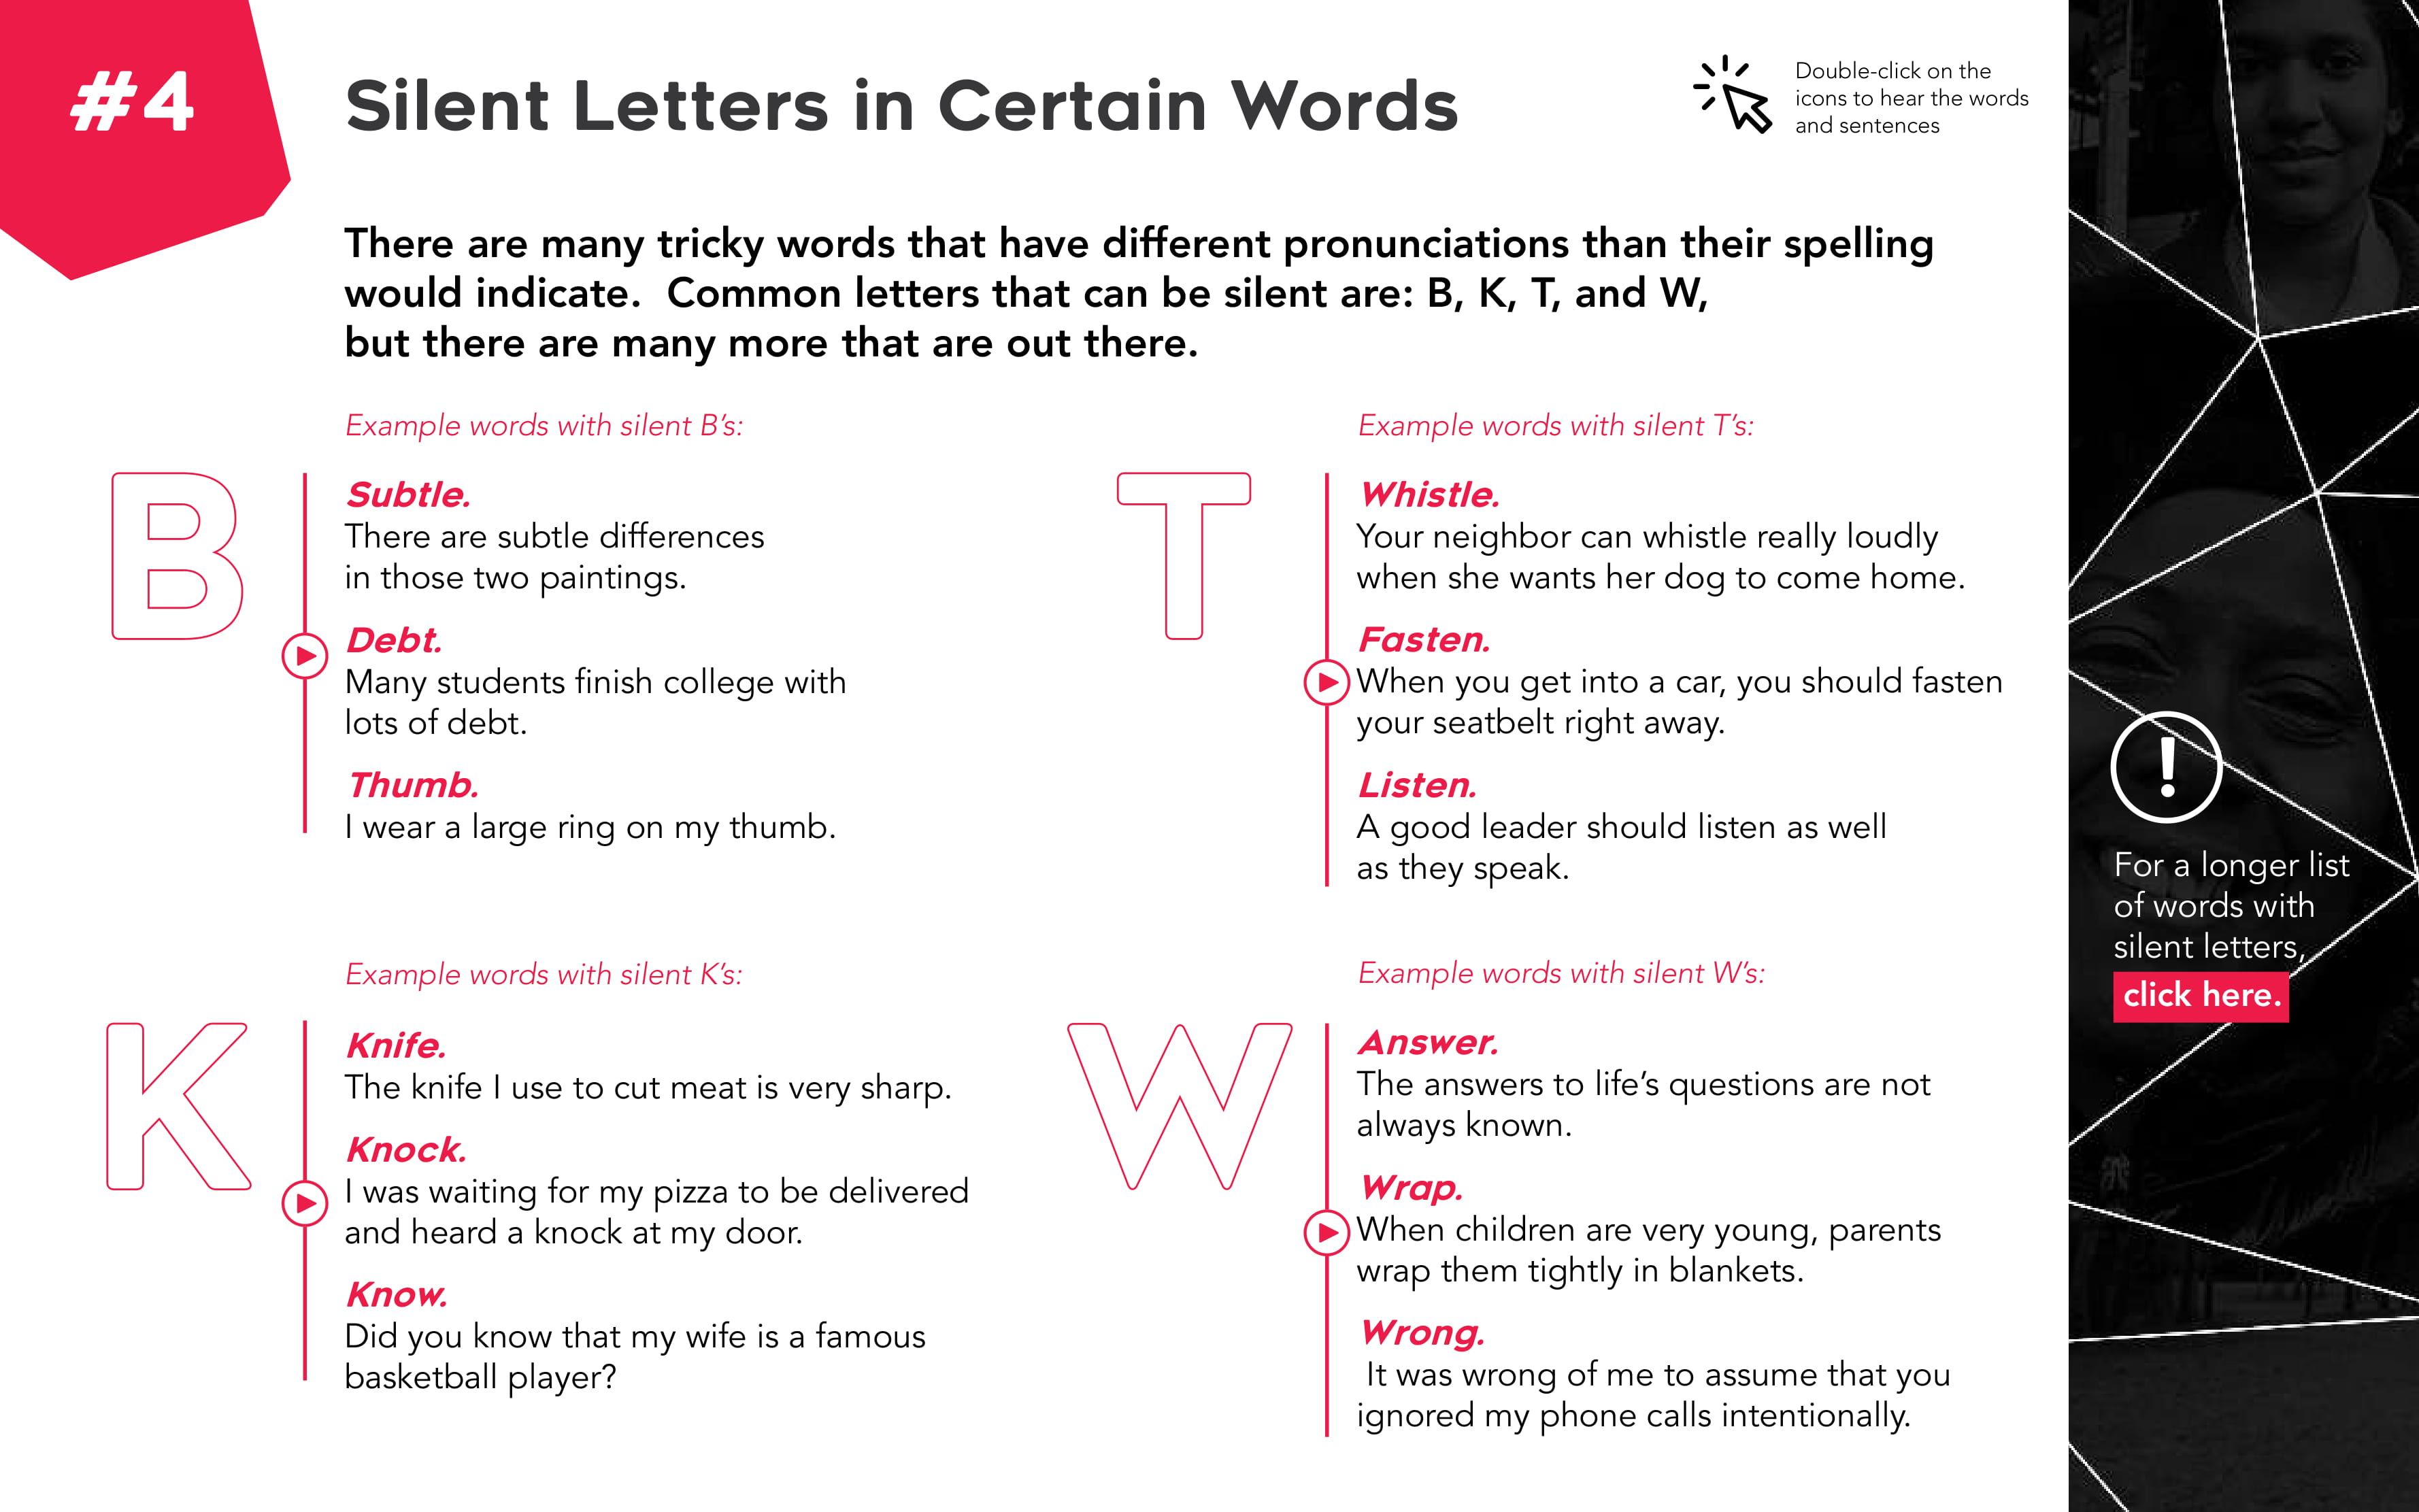 #4
Silent Letters in Certain Words
Double-click on the
icons to hear the words
and sentences
There are many tricky words that have different pronunciations than their spelling
would indicate.  Common letters that can be silent are: B, K, T, and W,
but there are many more that are out there.
B
Example words with silent B’s:
Subtle.
There are subtle differences
in those two paintings.
Debt.
Many students finish college with
lots of debt.
Thumb.
I wear a large ring on my thumb.
T
Example words with silent T’s:
Whistle.
Your neighbor can whistle really loudly
when she wants her dog to come home.
Fasten.
When you get into a car, you should fasten
your seatbelt right away.
Listen.
A good leader should listen as well
as they speak.
K
Example words with silent K’s:
Knife.
The knife I use to cut meat is very sharp.
Knock.
I was waiting for my pizza to be delivered
and heard a knock at my door.
Know.
Did you know that my wife is a famous
basketball player?
W
Example words with silent W’s:
Answer.
The answers to life’s questions are not
always known.
Wrap.
When children are very young, parents
wrap them tightly in blankets.
Wrong.
It was wrong of me to assume that you
ignored my phone calls intentionally.
!
For a longer list
of words with
silent letters,
click here.